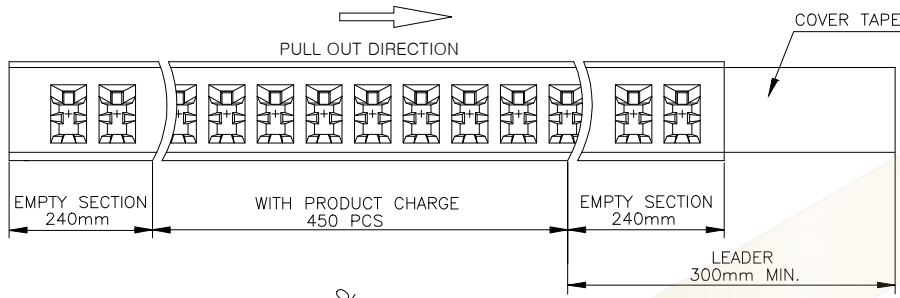 COVER TAPE
PULL OUT DIRECTION
EMPTY SECTION
240mm
WITH PRODUCT CHARGE
450 PCS
EMPTY SECTION
240mm
LEADER
300mm MIN.